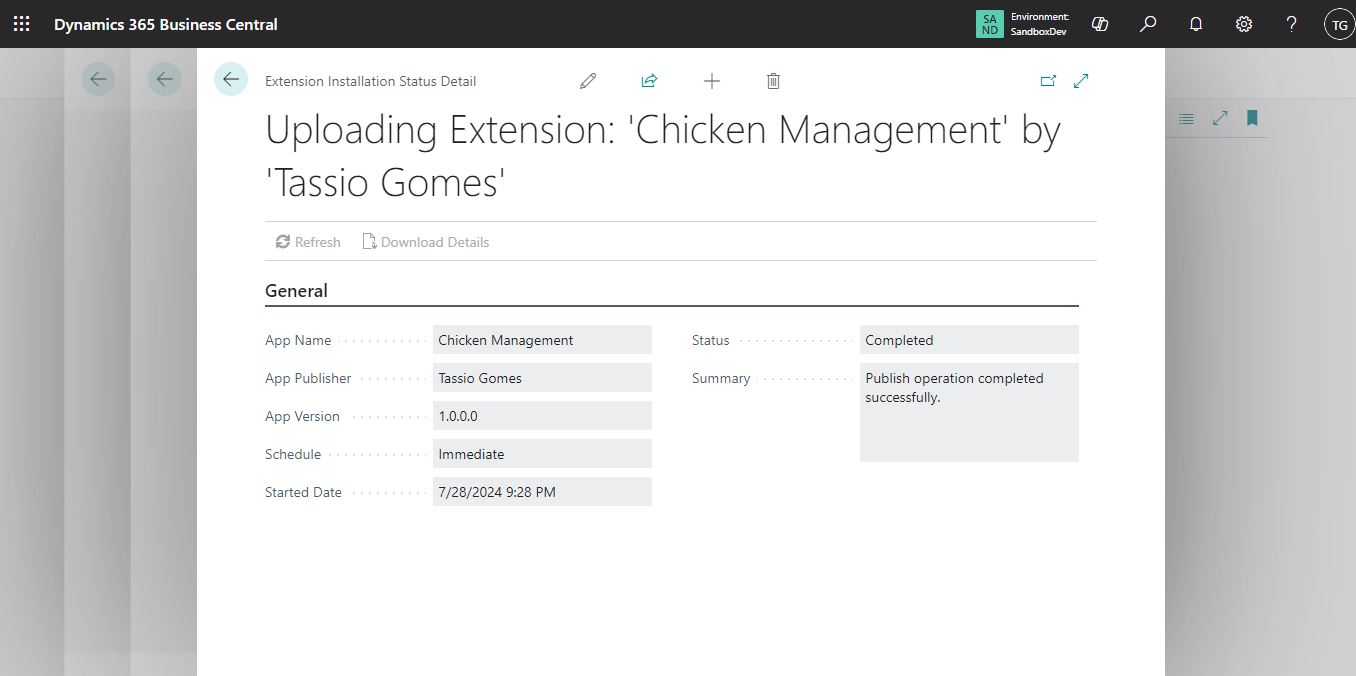 Dynamics 365 Business Central
SA
ND
Environment:
SandboxDev
TG
Extension Installation Status Detail
Uploading Extension: 'Chicken Management' by
'Tassio Gomes'
Refresh
Download Details
General
App Name
Chicken Management
App Publisher
Tassio Gomes
App Version
1.0.0.0
Schedule
Immediate
Started Date
7/28/2024 9:28 PM
Status
Completed
Summary
Publish operation completed
successfully.